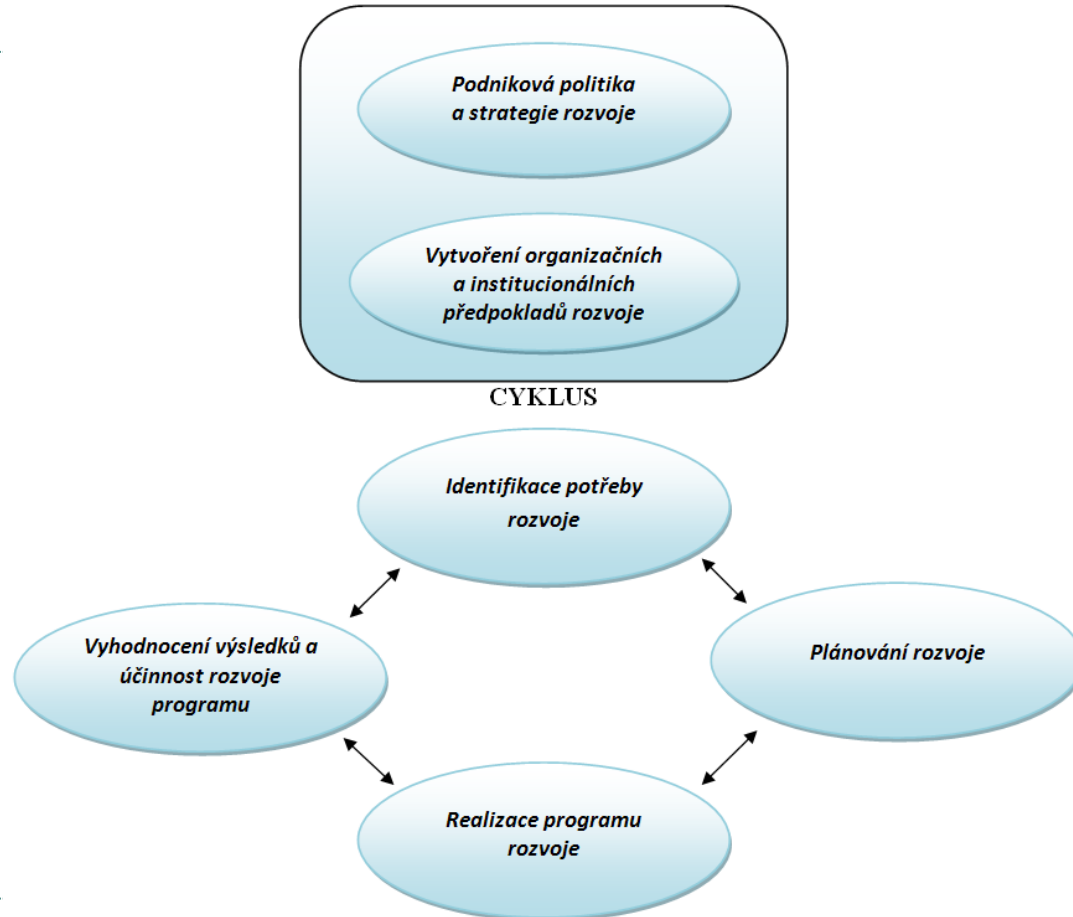 Podniková politika
a strategie rozvoje
Vytvoření organizačních
a institucionálních
předpokladů rozvoje
CYKLUS
Identifikace potřeby
rozvoje
Vyhodnocení výsledků a
účinnost rozvoje
programu
Plánování rozvoje
Realizace programu
rozvoje